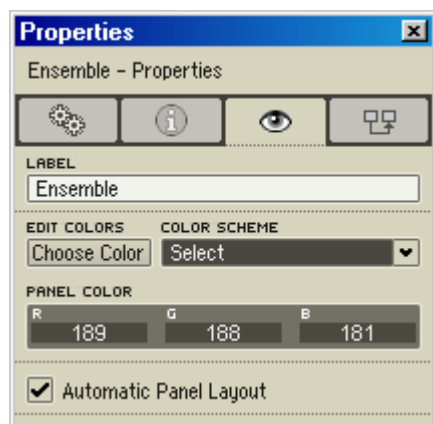 Properties
Ensemble – Properties
LABEL
Ensemble
EDIT COLORS COLOR SCHEME
Choose Color Select
PANEL COLOR
R G B
189 188 181
Automatic Panel Layout